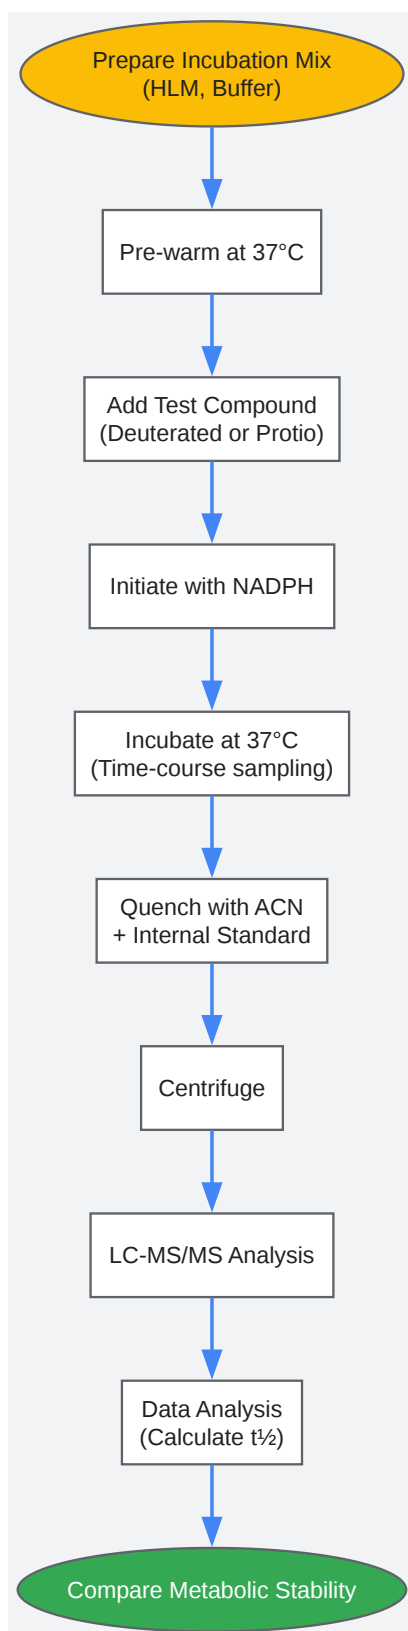 Prepare Incubation Mix
(HLM, Buffer)
Pre-warm at 37°C
Add Test Compound
(Deuterated or Protio)
Initiate with NADPH
Incubate at 37°C
(Time-course sampling)
Quench with ACN
+ Internal Standard
Centrifuge
LC-MS/MS Analysis
Data Analysis
(Calculate t½)
Compare Metabolic Stability